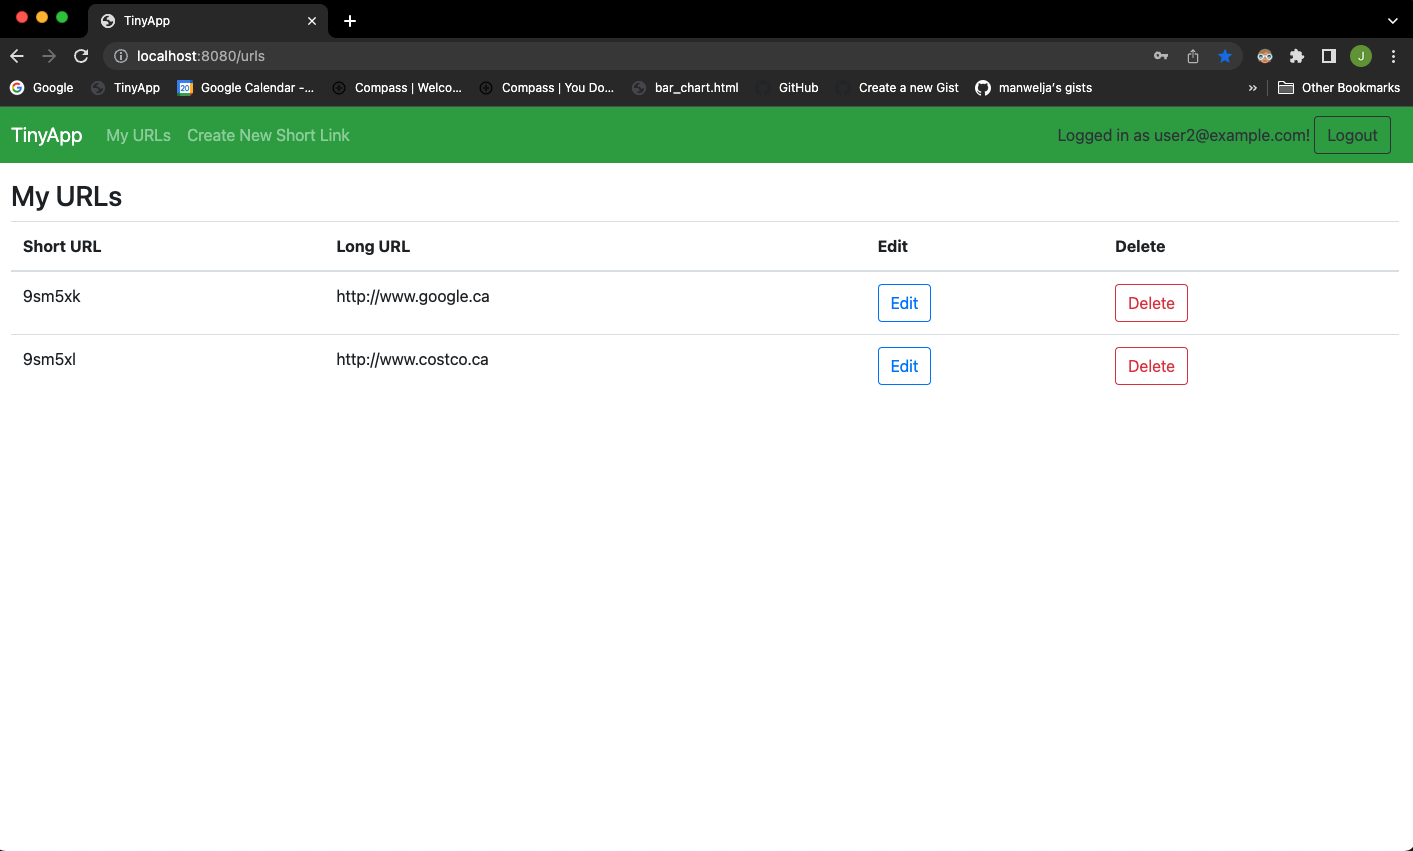 TinyApp
localhost:8080/urls
J
Google TinyApp 20 Google Calendar -... Compass | Welco... Compass | You Do... bar_chart.html GitHub Create a new Gist manwelja's gists » Other Bookmarks
TinyApp My URLs Create New Short Link Logged in as user2@example.com! Logout
My URLs
Short URL Long URL Edit Delete
9sm5xk http://www.google.ca Edit Delete
9sm5xl http://www.costco.ca Edit Delete